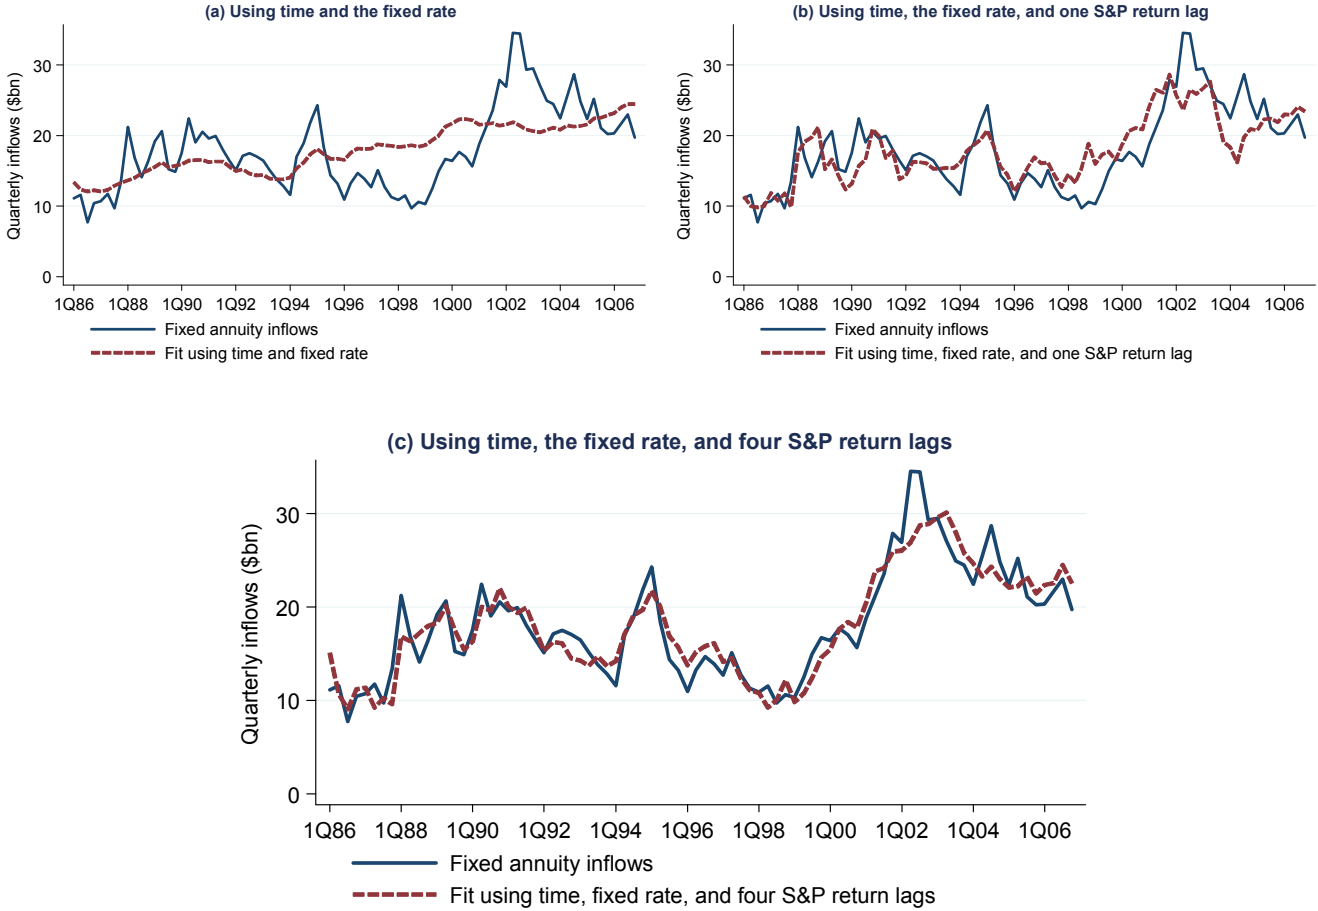 (a) Using time and the fixed rate
Quarterly inflows ($bn)
30
20
10
0
1Q86 1Q88 1Q90 1Q92 1Q94 1Q96 1Q98 1Q00 1Q02 1Q04 1Q06
Fixed annuity inflows
Fit using time and fixed rate
(b) Using time, the fixed rate, and one S&P return lag
Quarterly inflows ($bn)
30
20
10
0
1Q86 1Q88 1Q90 1Q92 1Q94 1Q96 1Q98 1Q00 1Q02 1Q04 1Q06
Fixed annuity inflows
Fit using time, fixed rate, and one S&P return lag
(c) Using time, the fixed rate, and four S&P return lags
Quarterly inflows ($bn)
30
20
10
0
1Q86 1Q88 1Q90 1Q92 1Q94 1Q96 1Q98 1Q00 1Q02 1Q04 1Q06
Fixed annuity inflows
Fit using time, fixed rate, and four S&P return lags